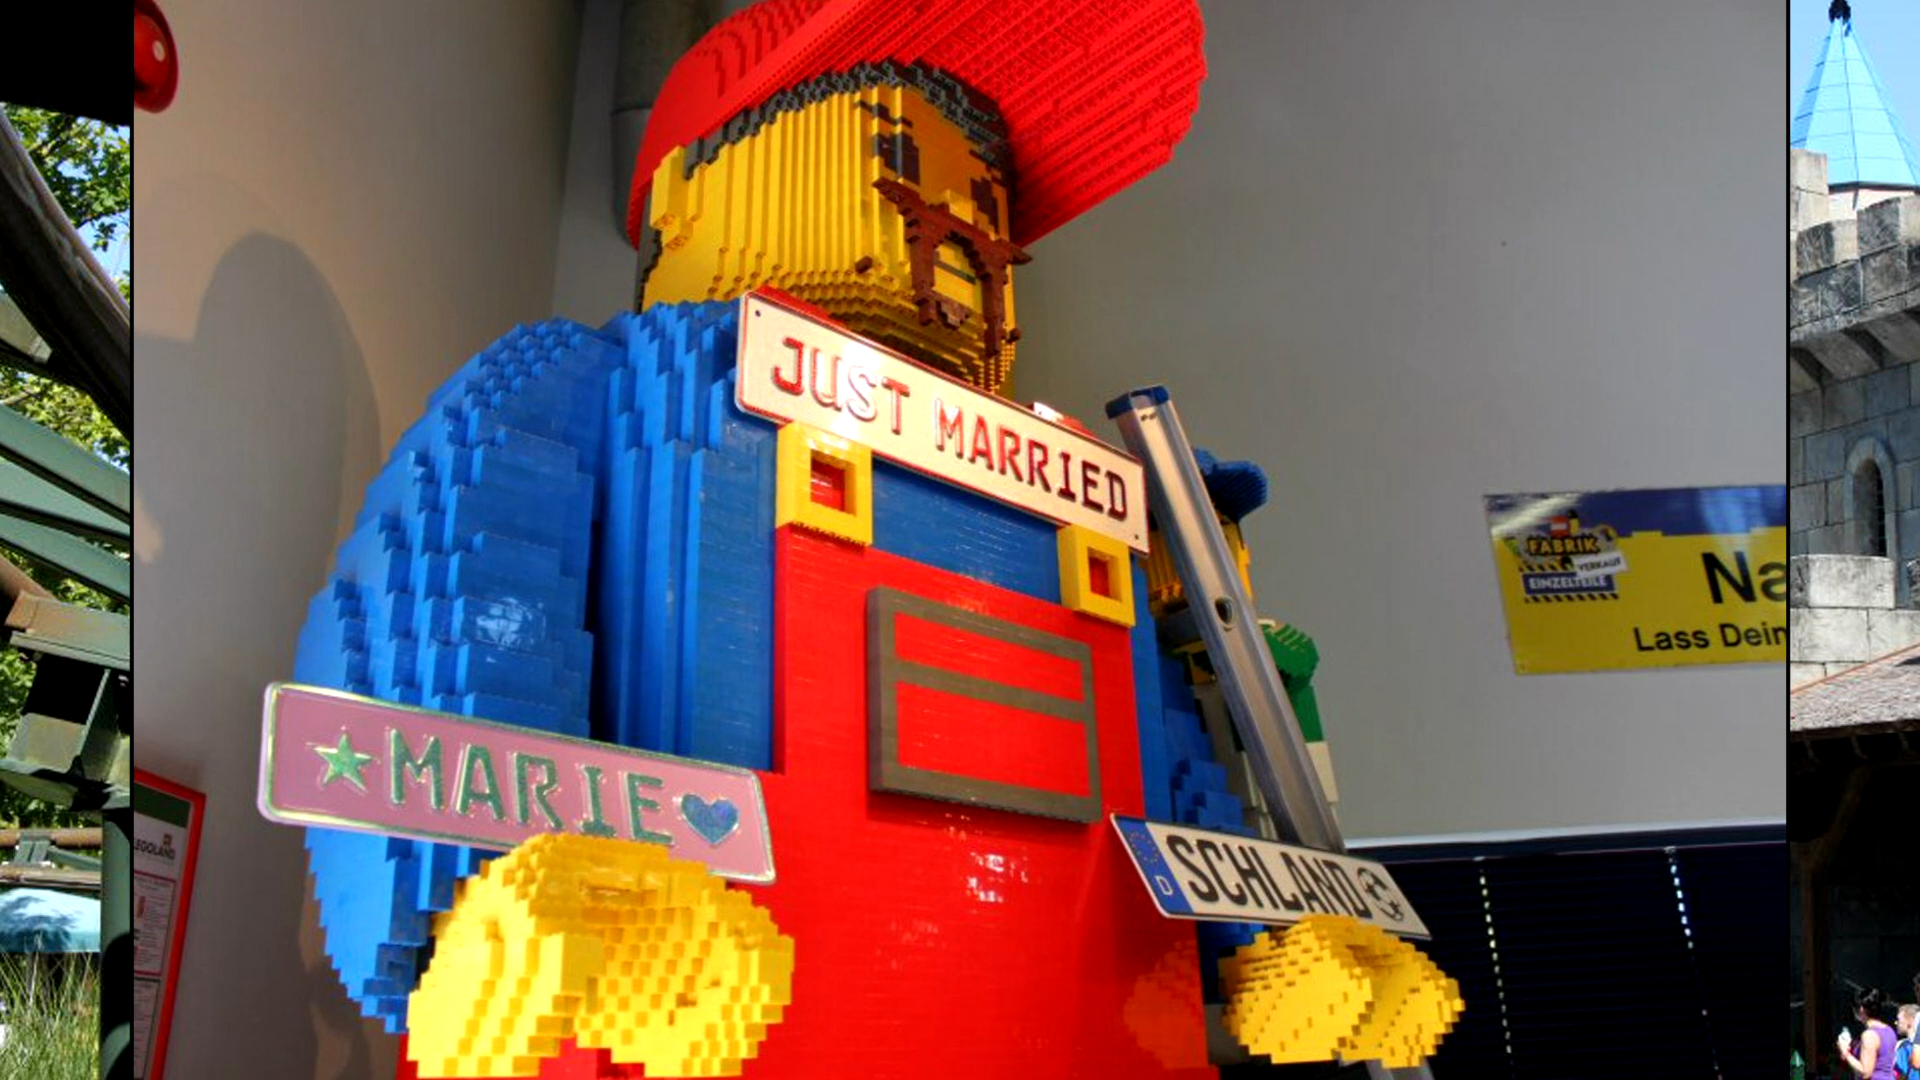 JUST MARRIED
★MARIE♥
D
SCHLAND
FABRIK
VERKAUF
EINZELTEILE
Na
Lass Dein
LEGOLAND